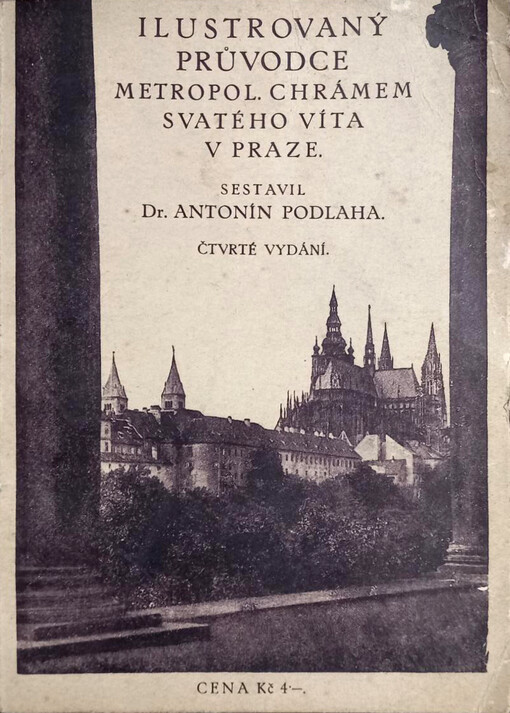 ILUSTROVANÝ
PRŮVODCE
METROPOL. CHRÁMEM
SVATÉHO VÍTA
V PRAZE.
SESTAVIL
Dr. ANTONÍN PODLAHA.
ČTVRTÉ VYDÁNÍ.
CENA Kč 4·—.